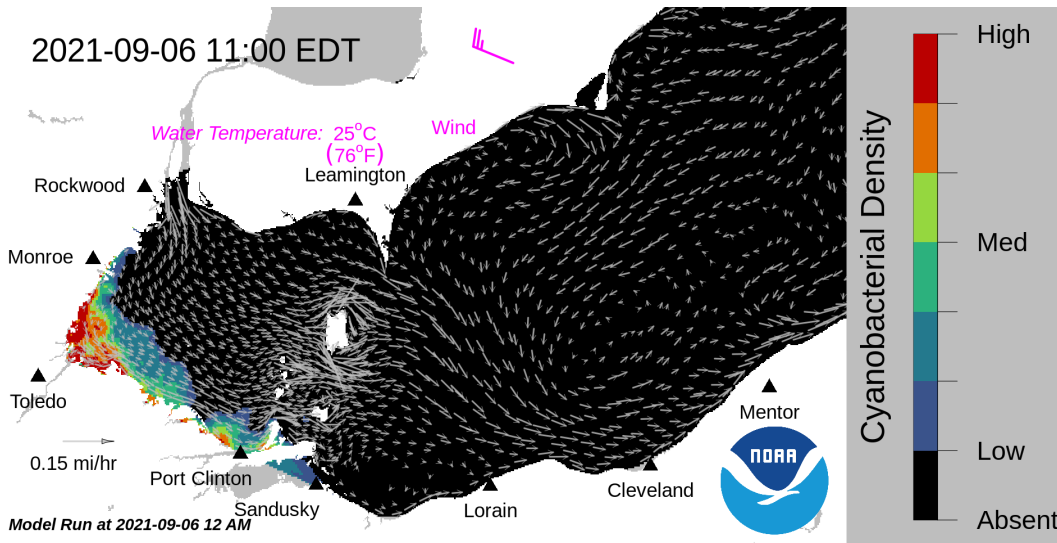 2021-09-06 11:00 EDT
Water Temperature: 25°C
(76°F)
Wind
Leamington
Rockwood
Monroe
Toledo
0.15 mi/hr
Port Clinton
Sandusky
Lorain
Cleveland
Mentor
NOAA
Model Run at 2021-09-06 12 AM
Cyanobacterial Density
High
Med
Low
Absent